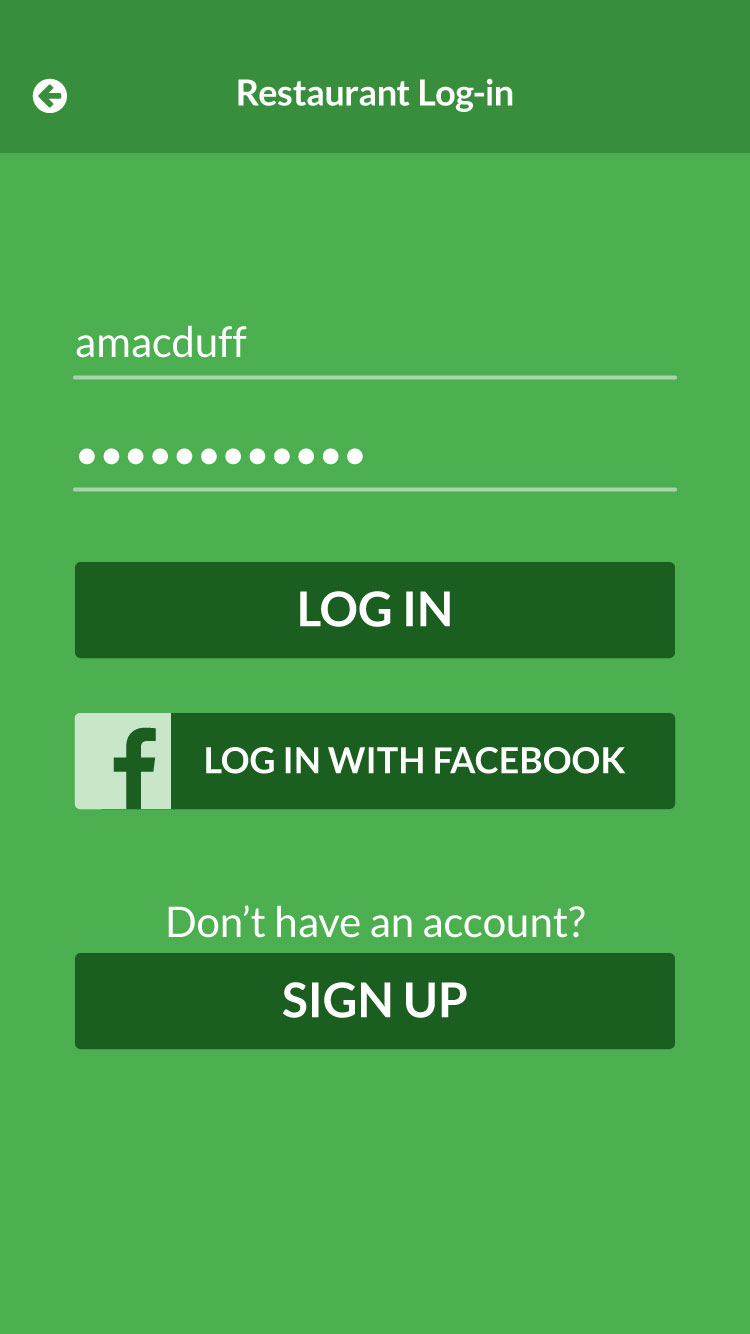 Restaurant Log-in
amacduff
••••••••••••
LOG IN
LOG IN WITH FACEBOOK
Don’t have an account?
SIGN UP